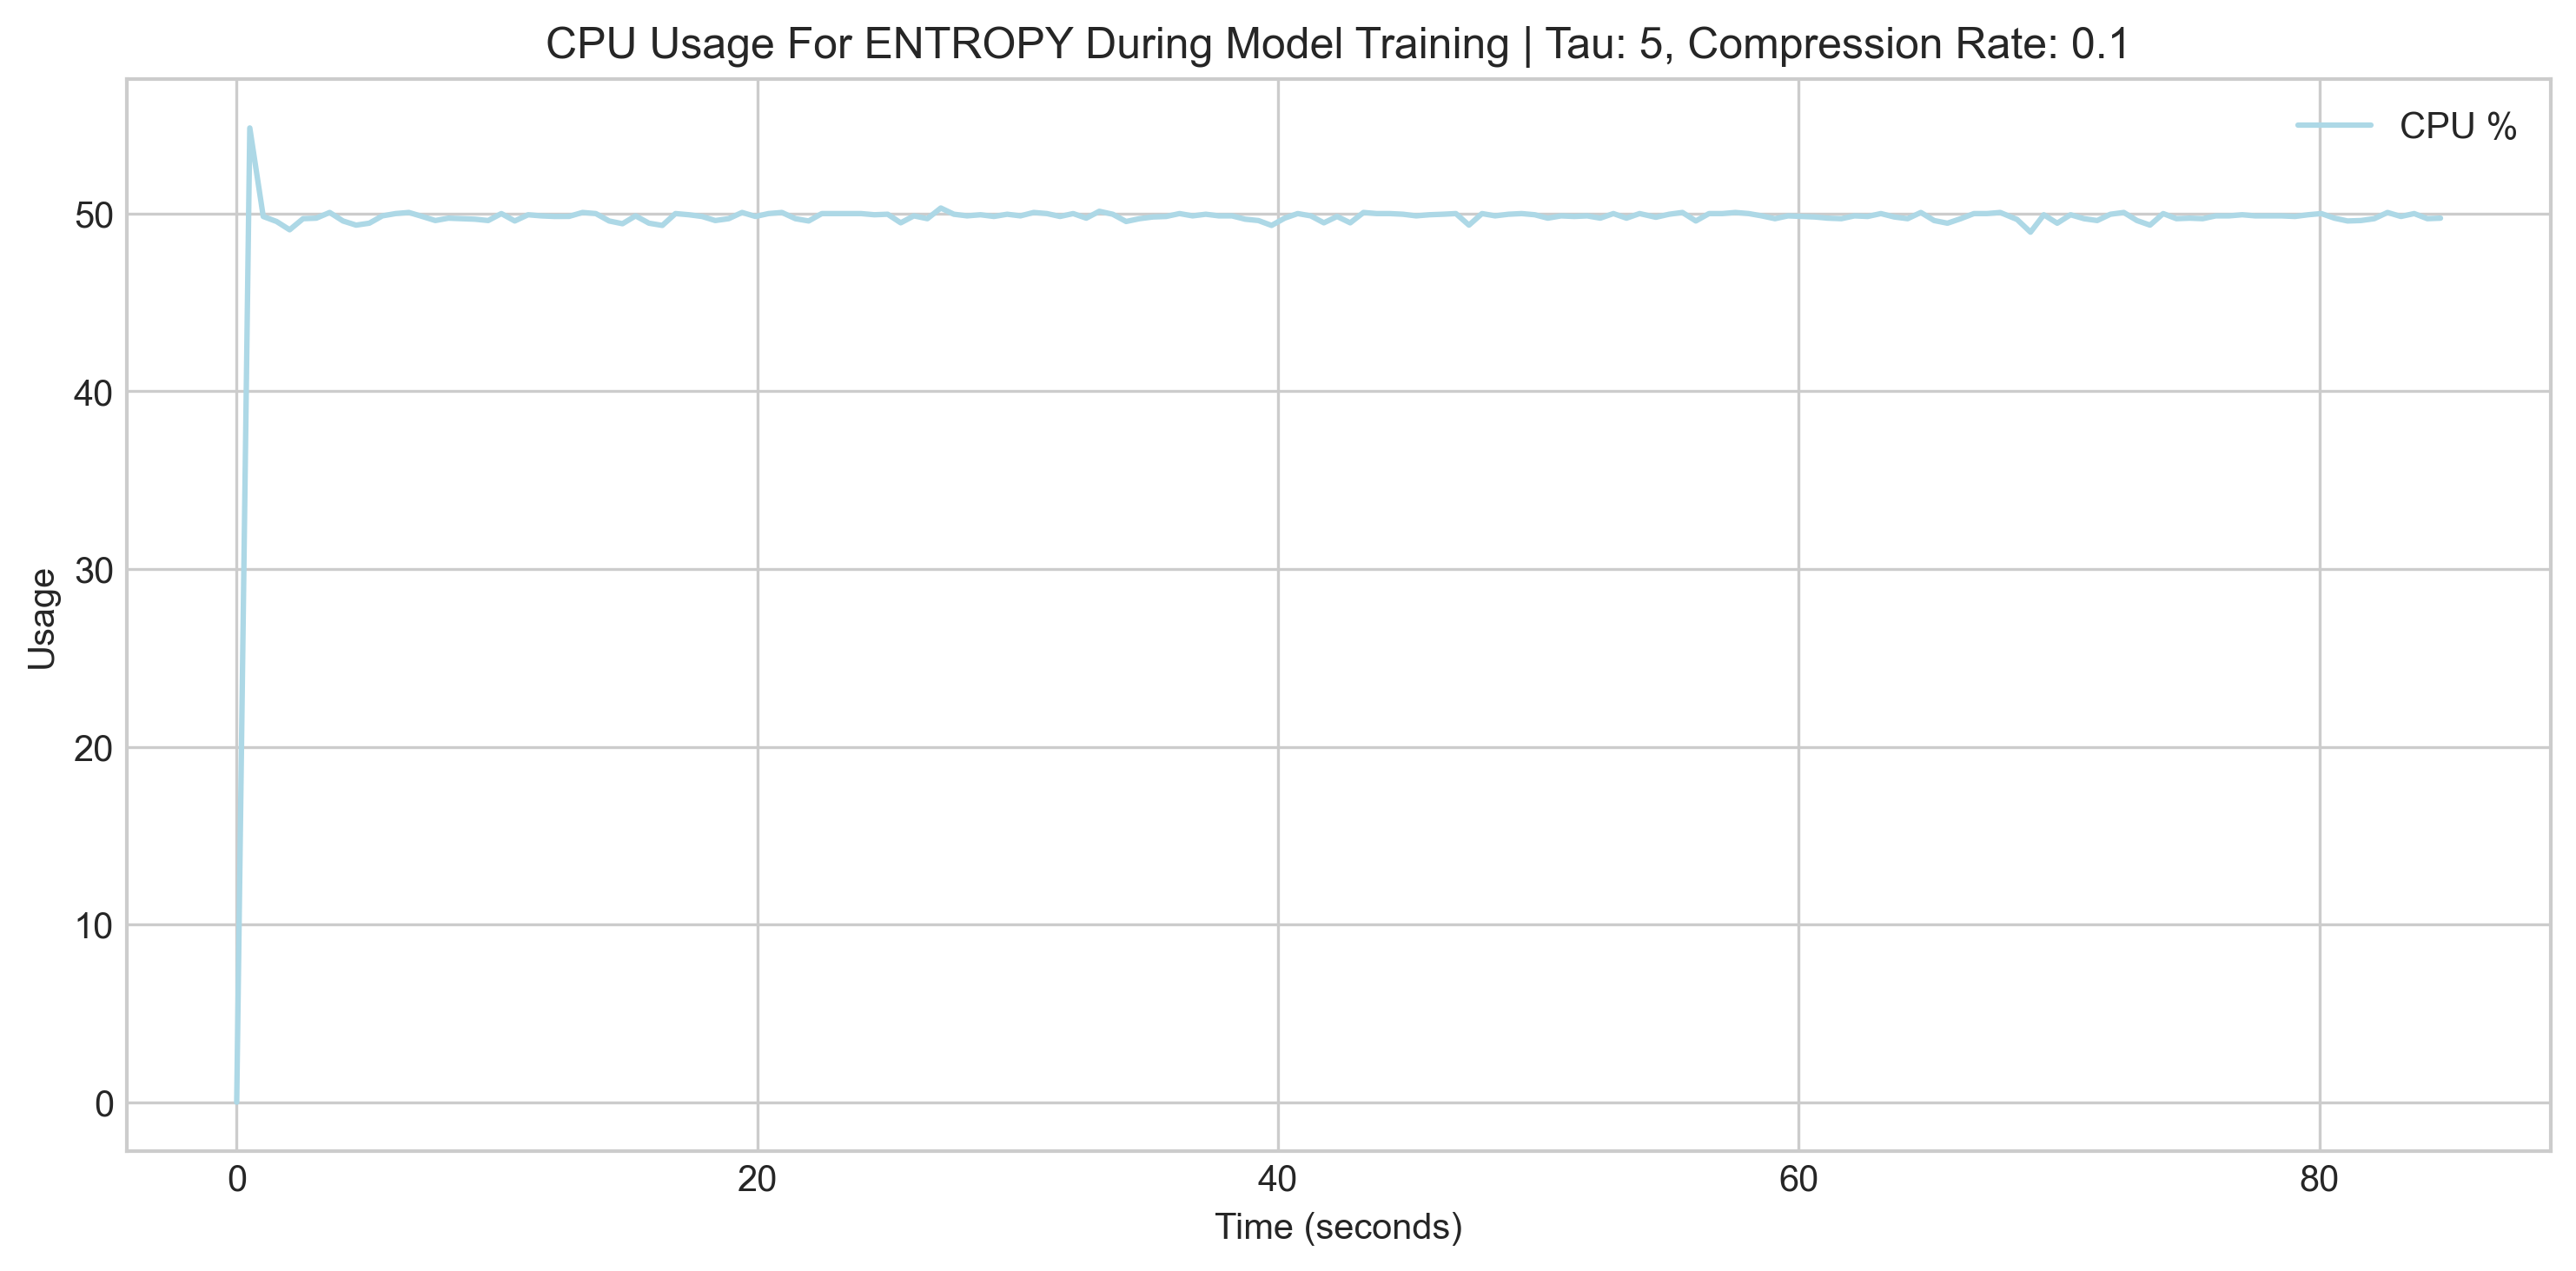 CPU Usage For ENTROPY During Model Training | Tau: 5, Compression Rate: 0.1
CPU %
50
40
30
20
10
0
Usage
0 20 40 60 80
Time (seconds)